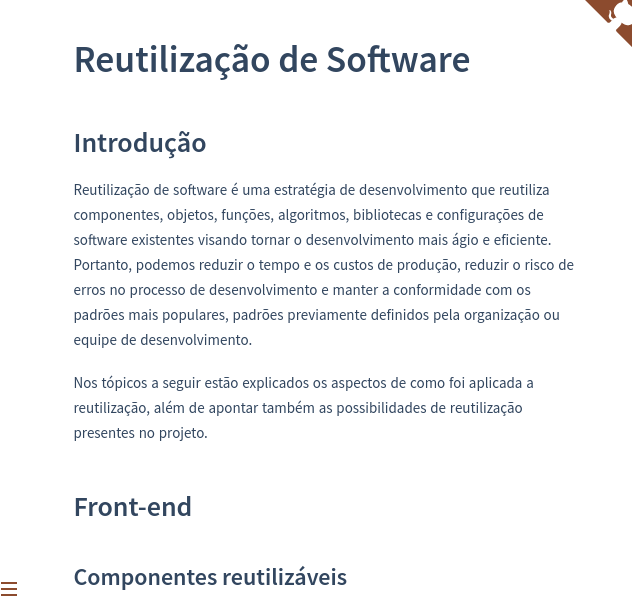 Reutilização de Software
Introdução
Reutilização de software é uma estratégia de desenvolvimento que reutiliza
componentes, objetos, funções, algoritmos, bibliotecas e configurações de
software existentes visando tornar o desenvolvimento mais ágio e eficiente.
Portanto, podemos reduzir o tempo e os custos de produção, reduzir o risco de
erros no processo de desenvolvimento e manter a conformidade com os
padrões mais populares, padrões previamente definidos pela organização ou
equipe de desenvolvimento.
Nos tópicos a seguir estão explicados os aspectos de como foi aplicada a
reutilização, além de apontar também as possibilidades de reutilização
presentes no projeto.
Front-end
Componentes reutilizáveis